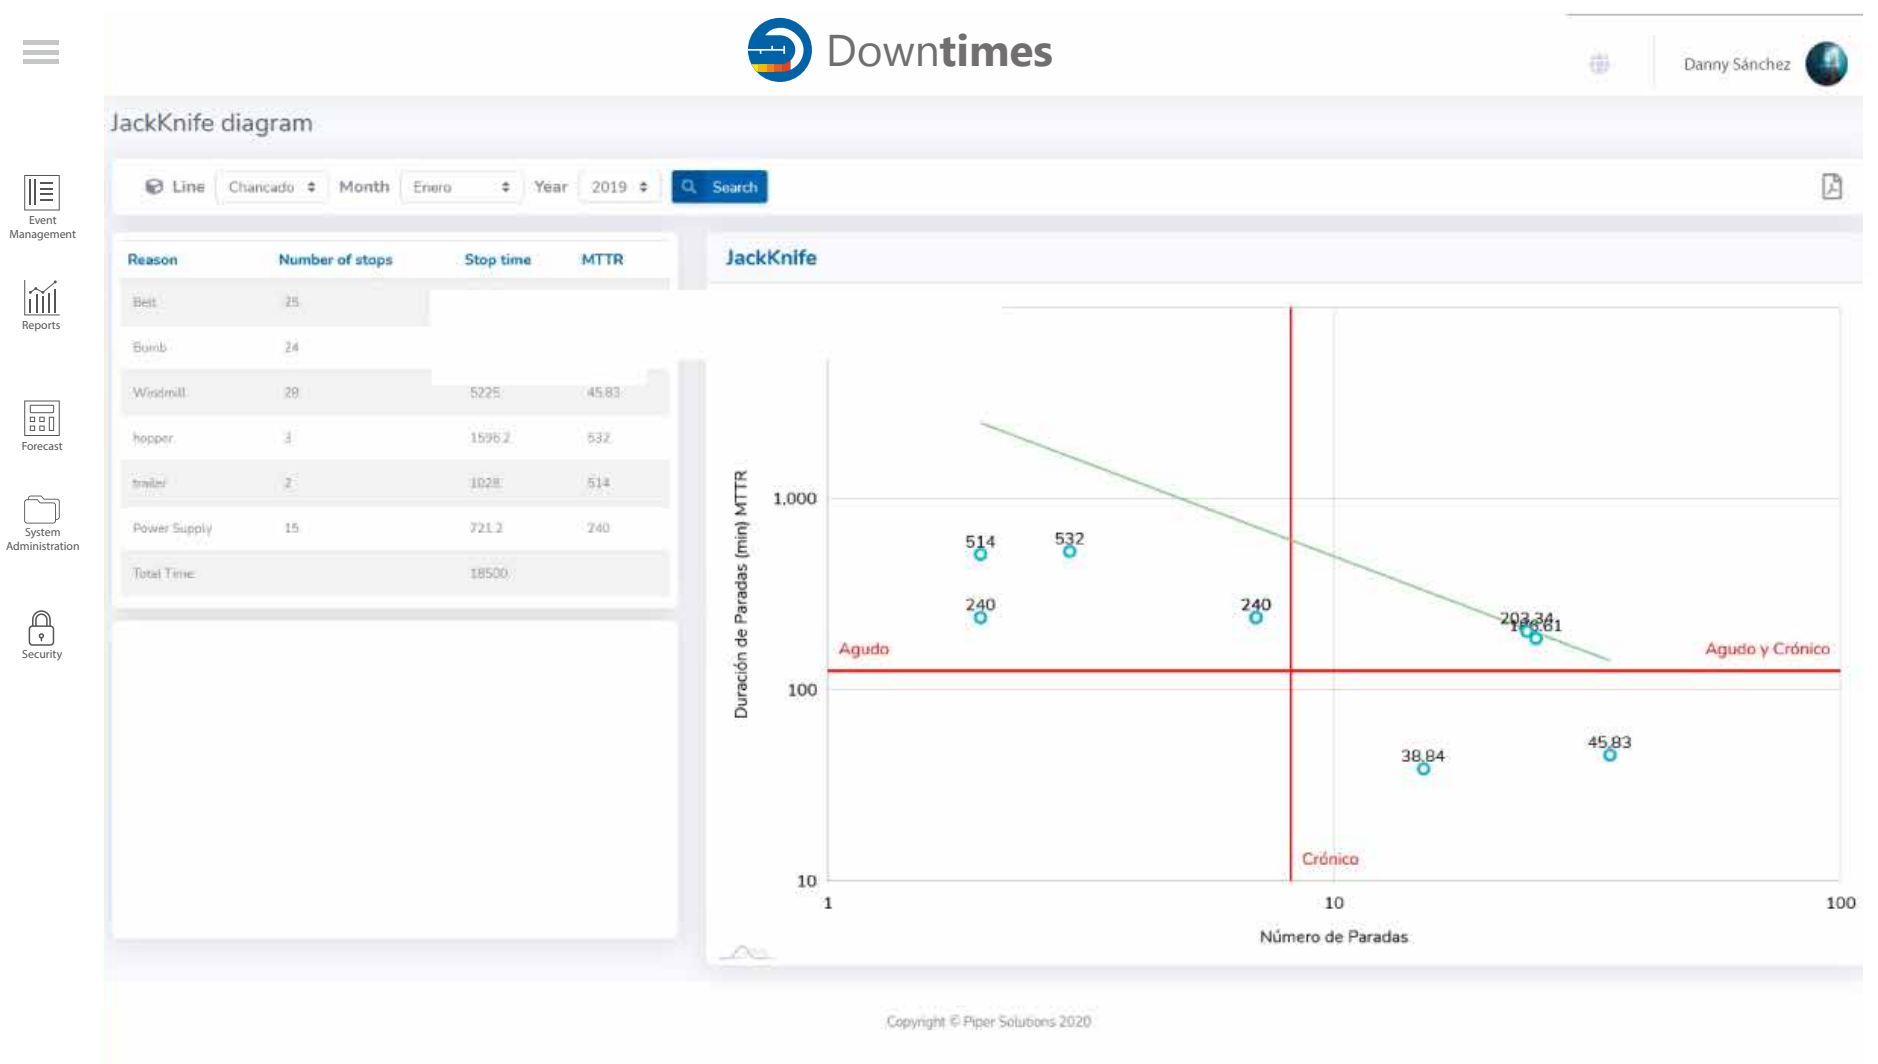 Downtimes
Danny Sánchez
JackKnife diagram
Line Chancado Month Enero Year 2019 Search
Event
Management
Reports
Forecast
System
Administration
Security
Reason Number of stops Stop time MTTR
Belt 25
Bomb 24
Windmill 28 5225 45.83
hopper 3 1596.2 532
trailer 2 1028 514
Power Supply 15 721.2 240
Total Time 18500
JackKnife
Duración de Paradas (min) MTTR
1,000
100
10
514
532
240
240
203.34
186.61
Agudo
Agudo y Crónico
38.84
45.83
Crónico
1
10
100
Número de Paradas
Copyright © Piper Solutions 2020